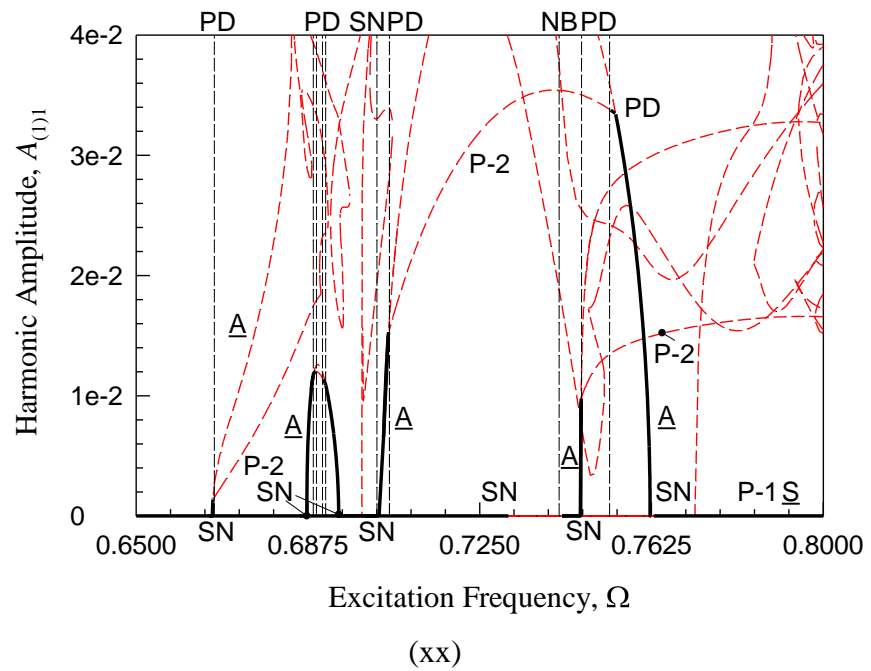 PD PD SN PD NB PD
4e-2
PD
3e-2
P-2
2e-2
A
P-2
1e-2
A A A
A
P-2
SN SN SN P-1 S
0
SN SN SN
0.6500 0.6875 0.7250 0.7625 0.8000
Harmonic Amplitude, A(1)1
Excitation Frequency, Ω
(xx)